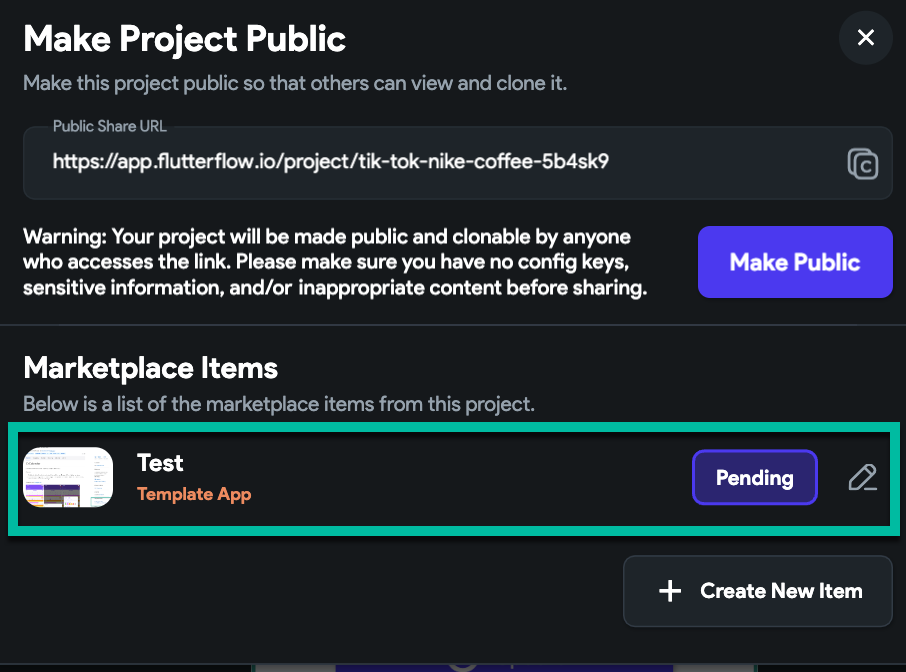 Make Project Public
Make this project public so that others can view and clone it.
Public Share URL
https://app.flutterflow.io/project/tik-tok-nike-coffee-5b4sk9
Warning: Your project will be made public and clonable by anyone
who accesses the link. Please make sure you have no config keys,
sensitive information, and/or inappropriate content before sharing.
Make Public
Marketplace Items
Below is a list of the marketplace items from this project.
Test
Template App
Pending
Create New Item